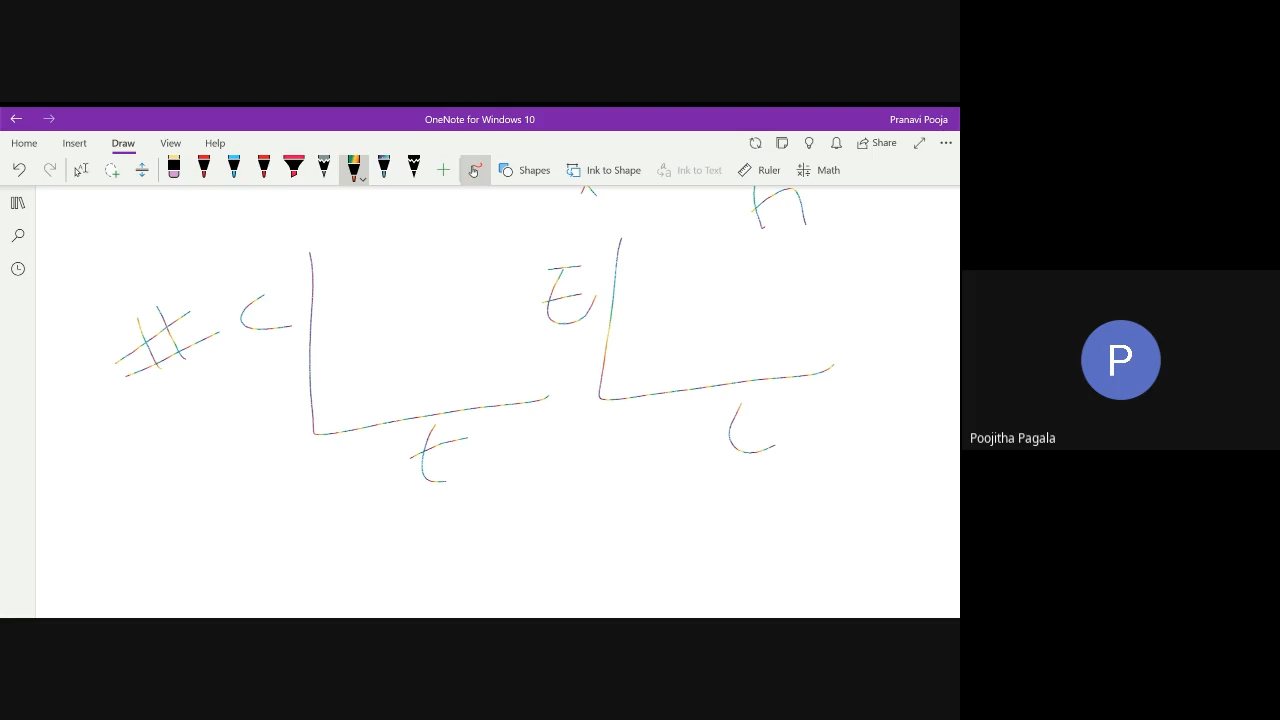 OneNote for Windows 10
Pranavi Pooja
Home Insert Draw View Help
Share
Shapes Ink to Shape Ink to Text Ruler Math
n
# C
t
C
P
Poojitha Pagala